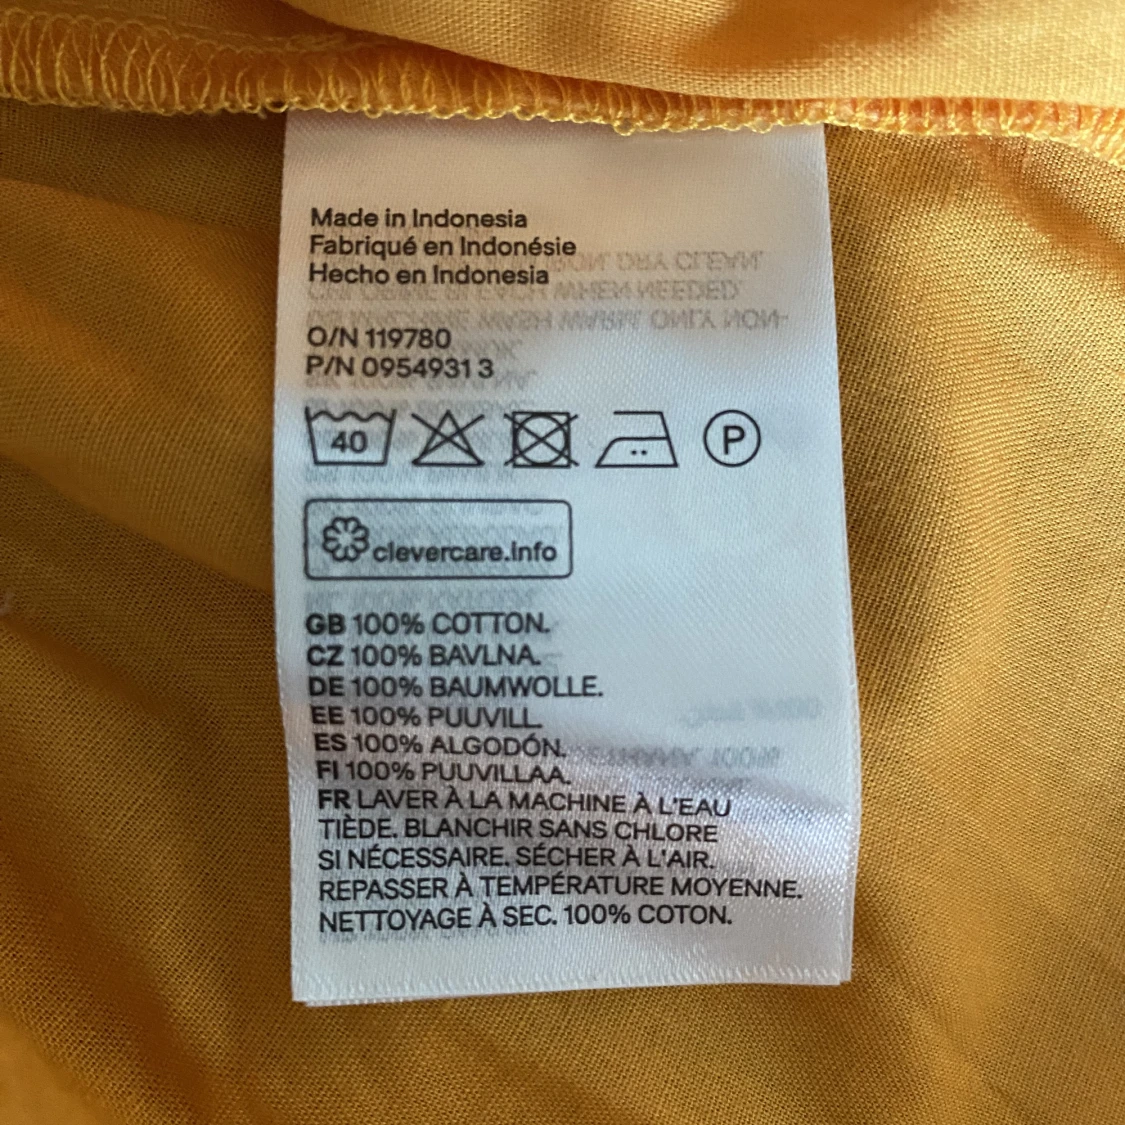 Made in Indonesia
Fabriqué en Indonésie
Hecho en Indonesia
O/N 119780
P/N 0954931 3
40
P
clevercare.info
GB 100% COTTON.
CZ 100% BAVLNA.
DE 100% BAUMWOLLE.
EE 100% PUUVILL.
ES 100% ALGODÓN.
FI 100% PUUVILLAA.
FR LAVER À LA MACHINE À L'EAU
TIÈDE. BLANCHIR SANS CHLORE
SI NÉCESSAIRE. SÉCHER À L'AIR.
REPASSER À TEMPÉRATURE MOYENNE.
NETTOYAGE À SEC. 100% COTON.